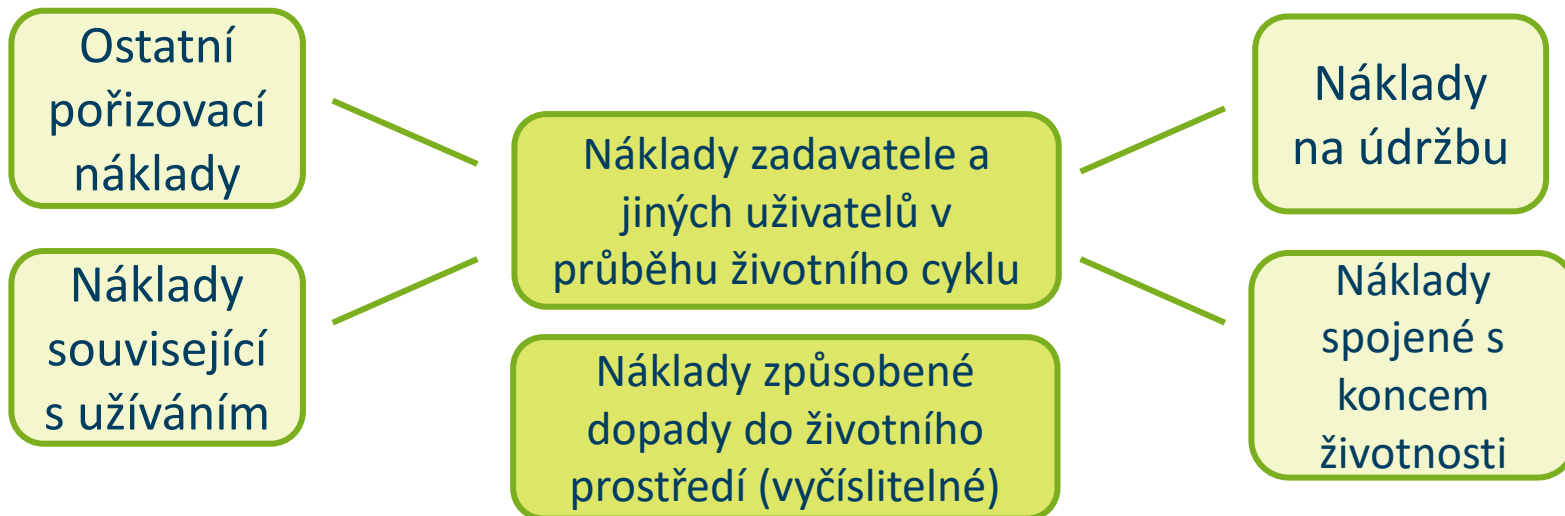 Ostatní
pořizovací
náklady
Náklady
související
s užíváním
Náklady zadavatele a
jiných uživatelů v
průběhu životního cyklu
Náklady způsobené
dopady do životního
prostředí (vyčíslitelné)
Náklady
na údržbu
Náklady
spojené s
koncem
životnosti